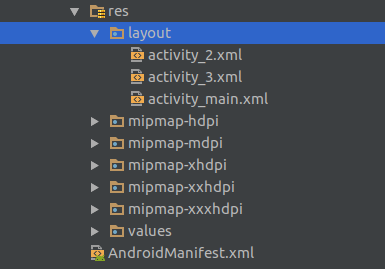 res
layout
activity_2.xml
activity_3.xml
activity_main.xml
mipmap-hdpi
mipmap-mdpi
mipmap-xhdpi
mipmap-xxhdpi
mipmap-xxxhdpi
values
AndroidManifest.xml